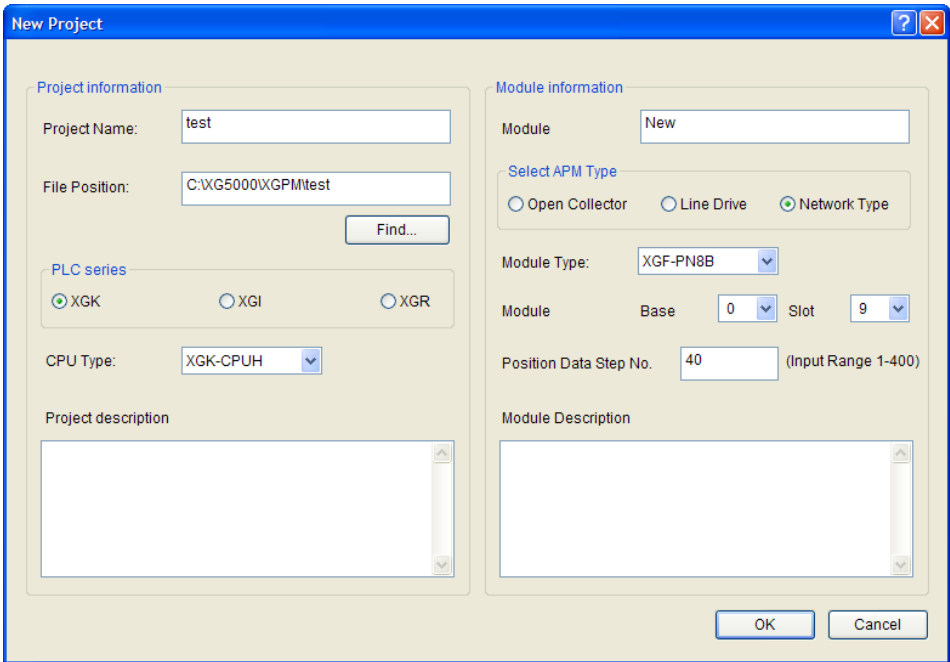 New Project
Project information
Project Name:
test
File Position:
C:\XG5000\XGPM\test
Find...
PLC series
XGK
XGI
XGR
CPU Type:
XGK-CPUH
Project description
Module information
Module
New
Select APM Type
Open Collector
Line Drive
Network Type
Module Type:
XGF-PN8B
Module
Base
0
Slot
9
Position Data Step No.
40
(Input Range 1-400)
Module Description
OK
Cancel